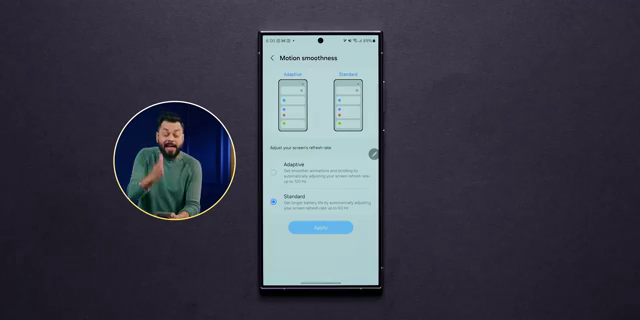 Motion smoothness
Adaptive
Standard
Adjust your screen's refresh rate.
Adaptive
Get smoother animations and scrolling by
automatically adjusting your screen refresh rate
up to 120 Hz.
Standard
Get longer battery life by automatically adjusting
your screen refresh rate up to 60 Hz.
Apply